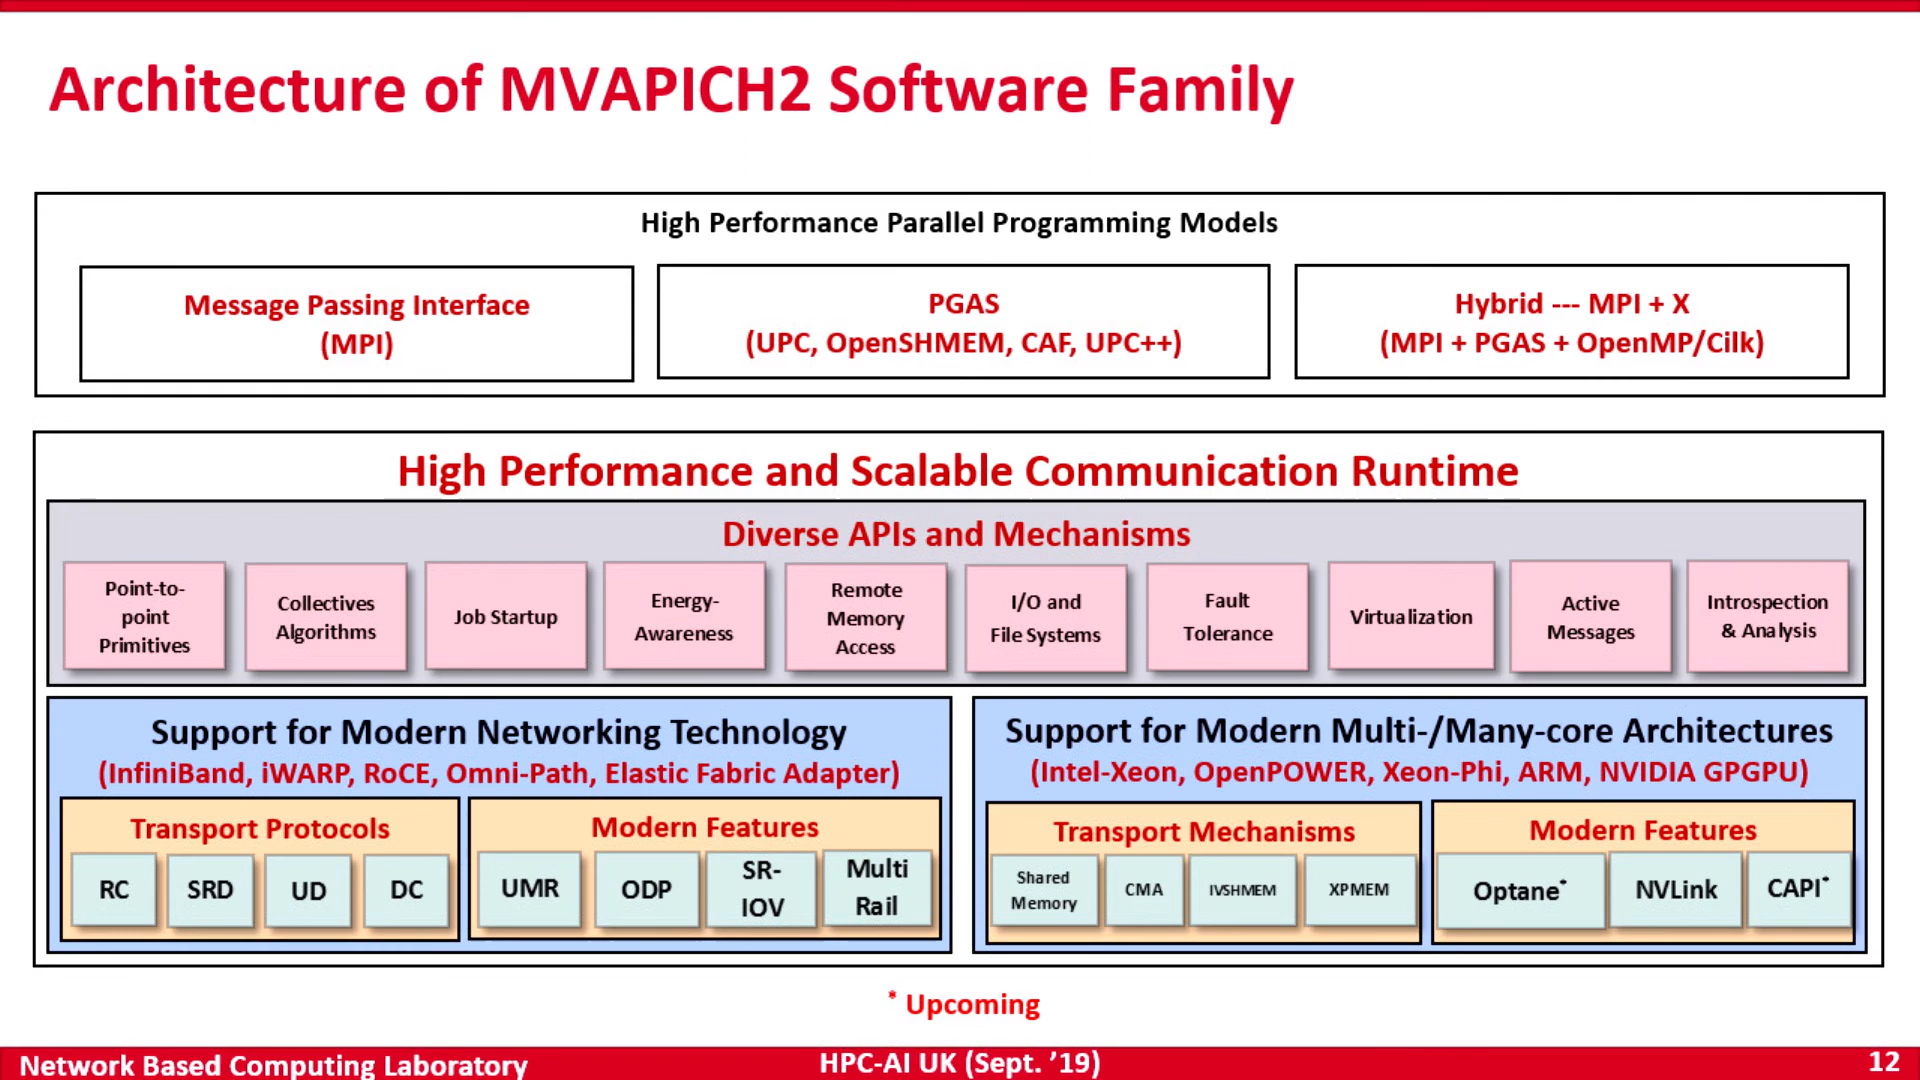 Architecture of MVAPICH2 Software Family
High Performance Parallel Programming Models
Message Passing Interface
(MPI)
PGAS
(UPC, OpenSHMEM, CAF, UPC++)
Hybrid --- MPI + X
(MPI + PGAS + OpenMP/Cilk)
High Performance and Scalable Communication Runtime
Diverse APIs and Mechanisms
Point-to-
point
Primitives
Collectives
Algorithms
Job Startup
Energy-
Awareness
Remote
Memory
Access
I/O and
File Systems
Fault
Tolerance
Virtualization
Active
Messages
Introspection
& Analysis
Support for Modern Networking Technology
(InfiniBand, iWARP, RoCE, Omni-Path, Elastic Fabric Adapter)
Transport Protocols
RC
SRD
UD
DC
Modern Features
UMR
ODP
SR-
IOV
Multi
Rail
Support for Modern Multi-/Many-core Architectures
(Intel-Xeon, OpenPOWER, Xeon-Phi, ARM, NVIDIA GPGPU)
Transport Mechanisms
Shared
Memory
CMA
IVSHMEM
XPMEM
Modern Features
Optane*
NVLink
CAPI*
* Upcoming
Network Based Computing Laboratory
HPC-AI UK (Sept. ’19)
12